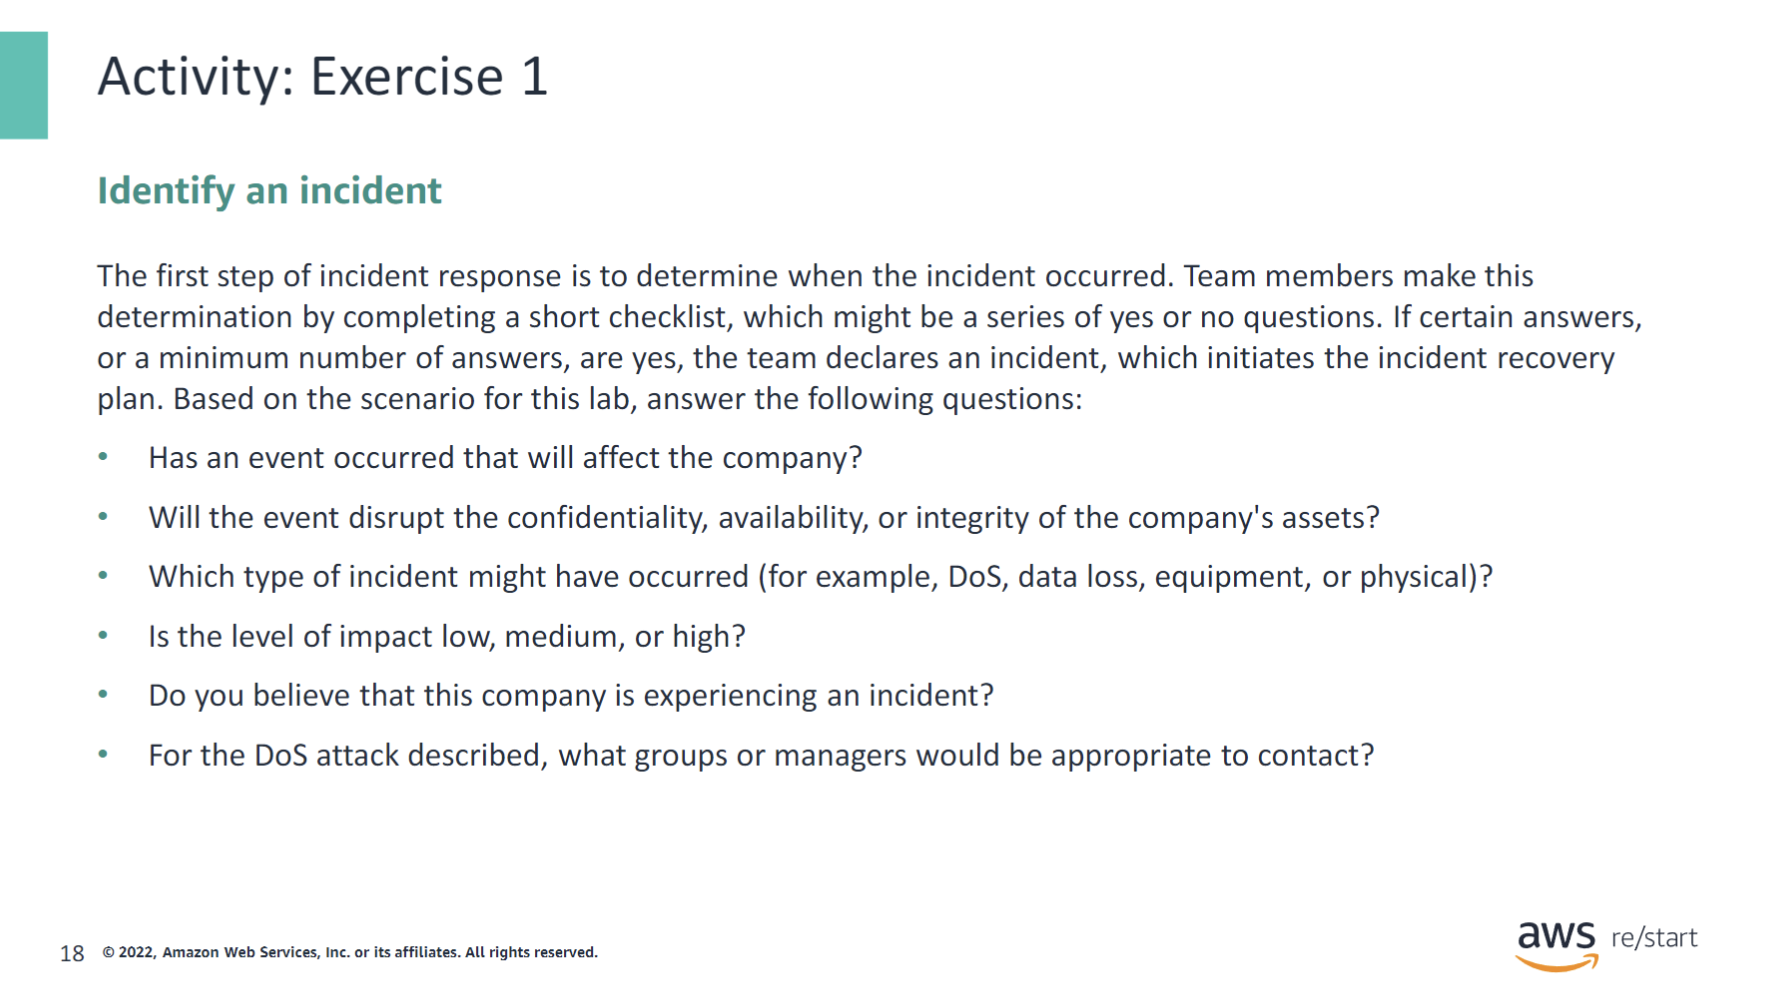 Activity: Exercise 1
Identify an incident
The first step of incident response is to determine when the incident occurred. Team members make this
determination by completing a short checklist, which might be a series of yes or no questions. If certain answers,
or a minimum number of answers, are yes, the team declares an incident, which initiates the incident recovery
plan. Based on the scenario for this lab, answer the following questions:
• Has an event occurred that will affect the company?
• Will the event disrupt the confidentiality, availability, or integrity of the company's assets?
• Which type of incident might have occurred (for example, DoS, data loss, equipment, or physical)?
• Is the level of impact low, medium, or high?
• Do you believe that this company is experiencing an incident?
• For the DoS attack described, what groups or managers would be appropriate to contact?
18 © 2022, Amazon Web Services, Inc. or its affiliates. All rights reserved.
aws re/start